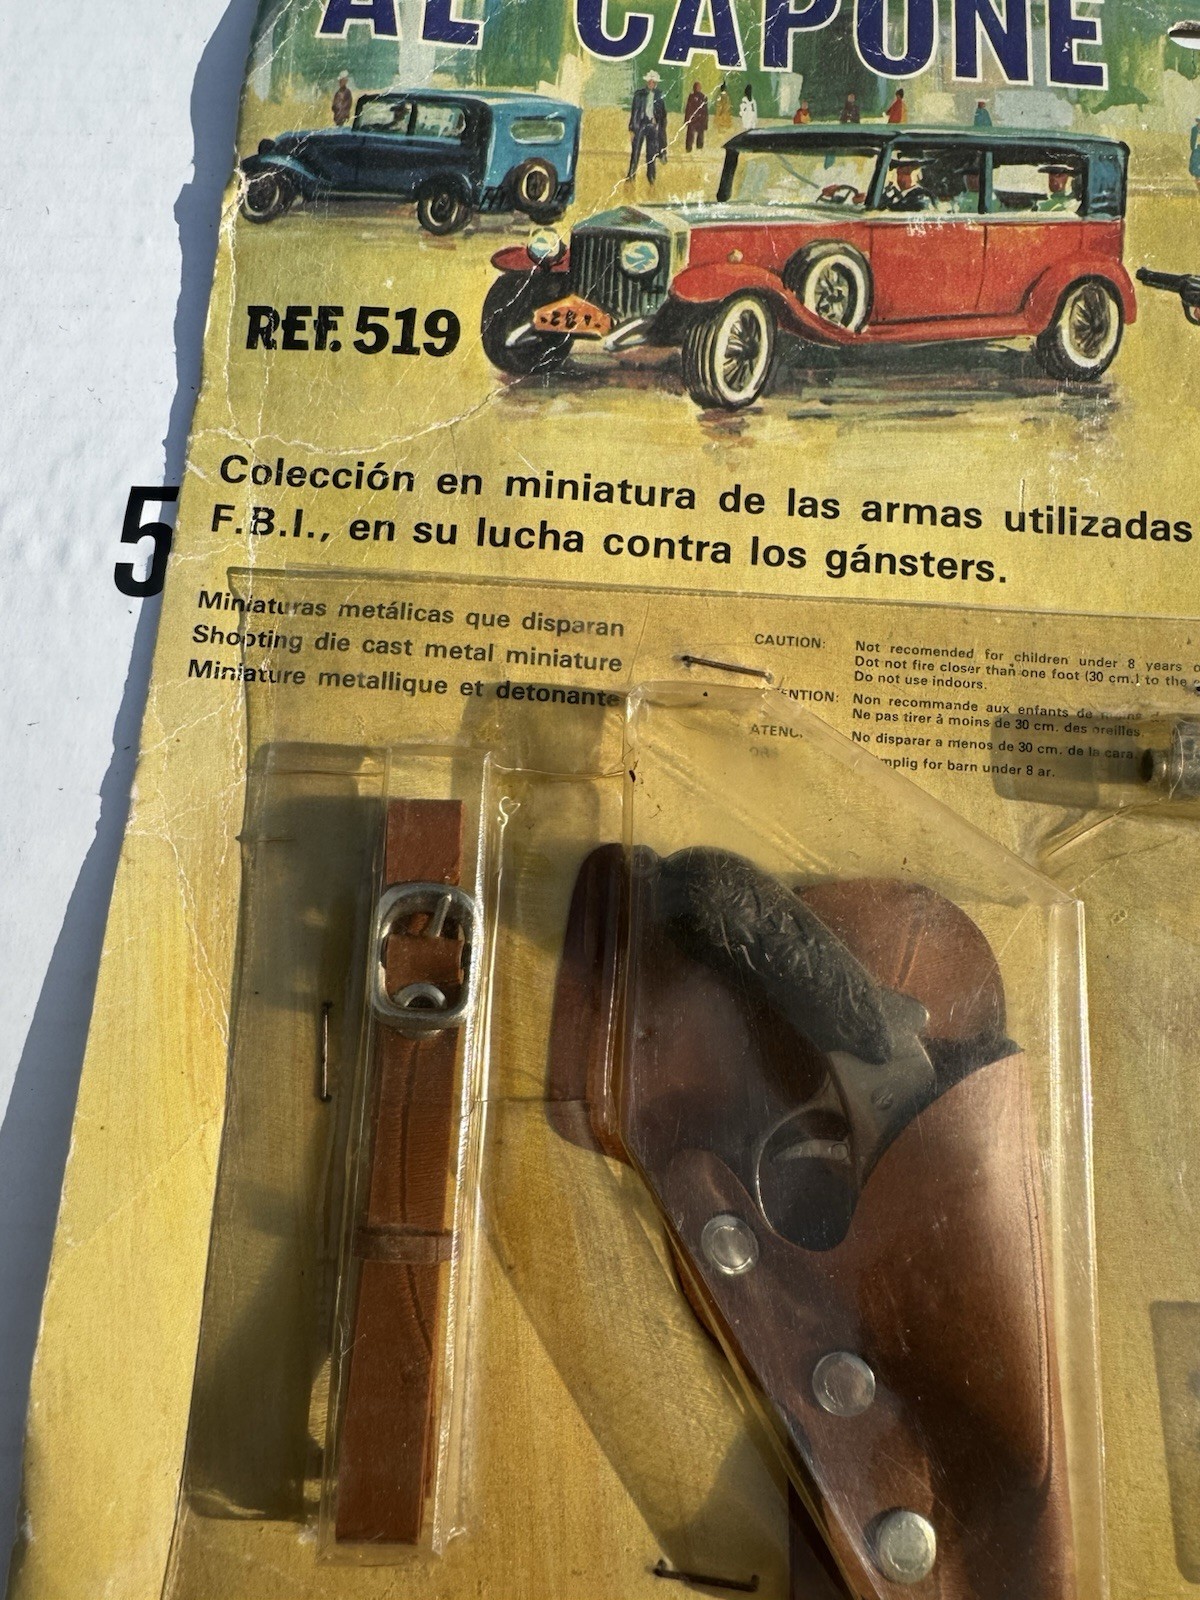 AL CAPONE
REF. 519
5
Colección en miniatura de las armas utilizadas
F.B.I., en su lucha contra los gánsters.
Miniaturas metálicas que disparan
Shooting die cast metal miniature
Miniature metallique et detonante
CAUTION: Not recomended for children under 8 years
Dot not fire closer than one foot (30 cm.) to the
Do not use indoors.
Non recommande aux enfants de
Ne pas tirer à moins de 30 cm. des oreilles.
No disparar a menos de 30 cm. de la cara.
for barn under 8 ar.